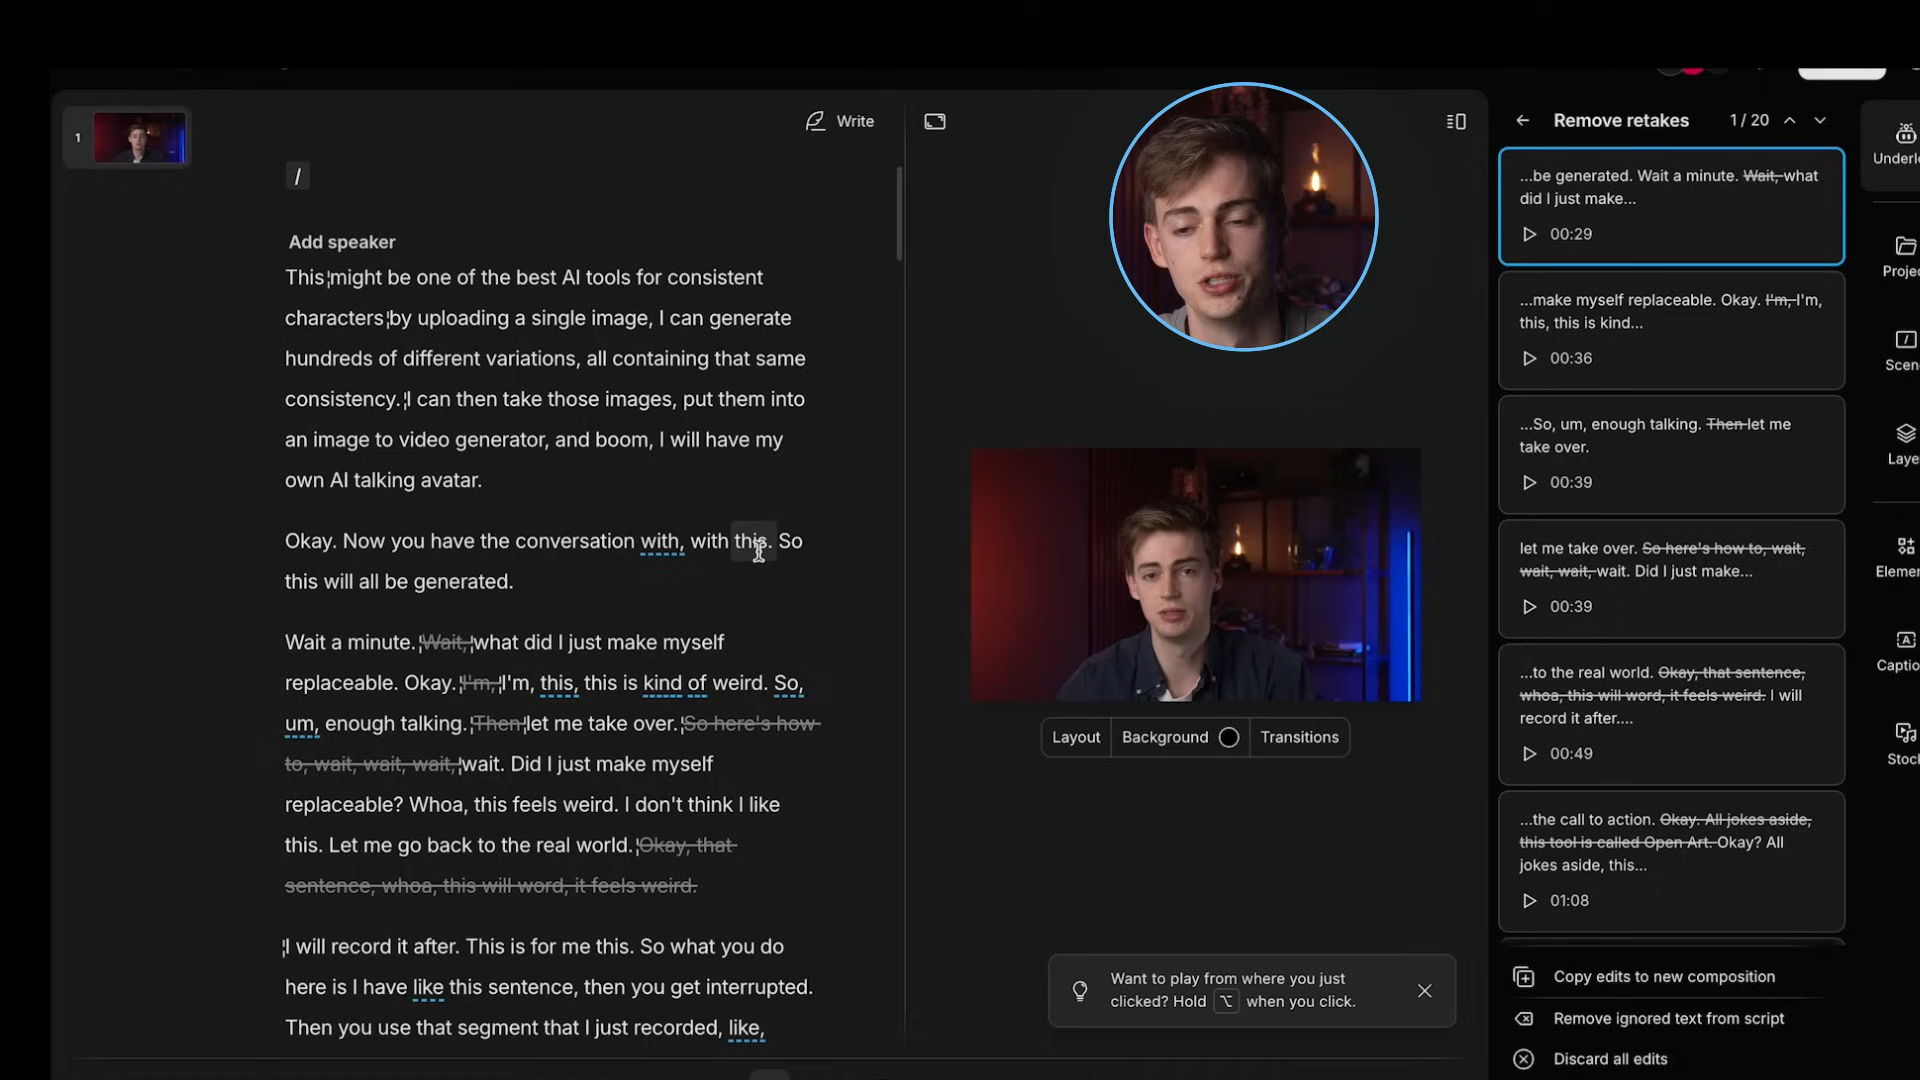 1
Write
/
Add speaker
This¦might be one of the best AI tools for consistent
characters¦by uploading a single image, I can generate
hundreds of different variations, all containing that same
consistency.¦I can then take those images, put them into
an image to video generator, and boom, I will have my
own AI talking avatar.
Okay. Now you have the conversation with, with this. So
this will all be generated.
Wait a minute.¦Wait,¦what did I just make myself
replaceable. Okay.¦I'm,¦I'm, this, this is kind of weird. So,
um, enough talking.¦Then¦let me take over.¦So here's how
to, wait, wait, wait,¦wait. Did I just make myself
replaceable? Whoa, this feels weird. I don't think I like
this. Let me go back to the real world.¦Okay, that
sentence, whoa, this will word, it feels weird.
¦I will record it after. This is for me this. So what you do
here is I have like this sentence, then you get interrupted.
Then you use that segment that I just recorded, like,
Layout
Background
Transitions
Want to play from where you just
clicked? Hold ⌥ when you click.
Remove retakes
1 / 20
...be generated. Wait a minute. Wait, what
did I just make...
00:29
...make myself replaceable. Okay. I'm, I'm,
this, this is kind...
00:36
...So, um, enough talking. Then let me
take over.
00:39
let me take over. So here's how to, wait,
wait, wait, wait. Did I just make...
00:39
...to the real world. Okay, that sentence,
whoa, this will word, it feels weird. I will
record it after....
00:49
...the call to action. Okay. All jokes aside,
this tool is called Open Art. Okay? All
jokes aside, this...
01:08
Copy edits to new composition
Remove ignored text from script
Discard all edits
Underlo
Projec
Scene
Laye
Elemen
Captio
Stock